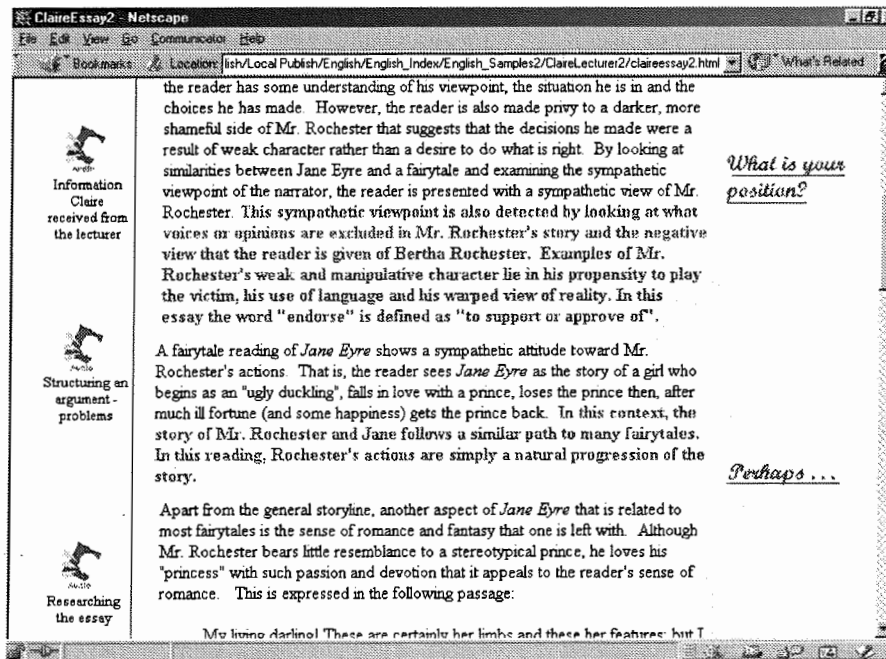 ClaireEssay2 - Netscape
File Edit View Go Communicator Help
Bookmarks Location: lish/Local Publish/English/English_Index/English_Samples2/ClaireLecturer2/claireessay2.html What's Related
the reader has some understanding of his viewpoint, the situation he is in and the
choices he has made. However, the reader is also made privy to a darker, more
shameful side of Mr. Rochester that suggests that the decisions he made were a
result of weak character rather than a desire to do what is right. By looking at
similarities between Jane Eyre and a fairytale and examining the sympathetic
viewpoint of the narrator, the reader is presented with a sympathetic view of Mr.
Rochester. This sympathetic viewpoint is also detected by looking at what
voices or opinions are excluded in Mr. Rochester's story and the negative
view that the reader is given of Bertha Rochester. Examples of Mr.
Rochester's weak and manipulative character lie in his propensity to play
the victim, his use of language and his warped view of reality. In this
essay the word "endorse" is defined as "to support or approve of".
A fairytale reading of Jane Eyre shows a sympathetic attitude toward Mr.
Rochester's actions. That is, the reader sees Jane Eyre as the story of a girl who
begins as an "ugly duckling", falls in love with a prince, loses the prince then, after
much ill fortune (and some happiness) gets the prince back. In this context, the
story of Mr. Rochester and Jane follows a similar path to many fairytales.
In this reading, Rochester's actions are simply a natural progression of the
story.
Apart from the general storyline, another aspect of Jane Eyre that is related to
most fairytales is the sense of romance and fantasy that one is left with. Although
Mr. Rochester bears little resemblance to a stereotypical prince, he loves his
"princess" with such passion and devotion that it appeals to the reader's sense of
romance. This is expressed in the following passage:
My living darling! These are certainly her limbs and these her features; but I
Audio
Information
Claire
received from
the lecturer
Audio
Structuring an
argument -
problems
Audio
Researching
the essay
What is your
position?
Perhaps ...